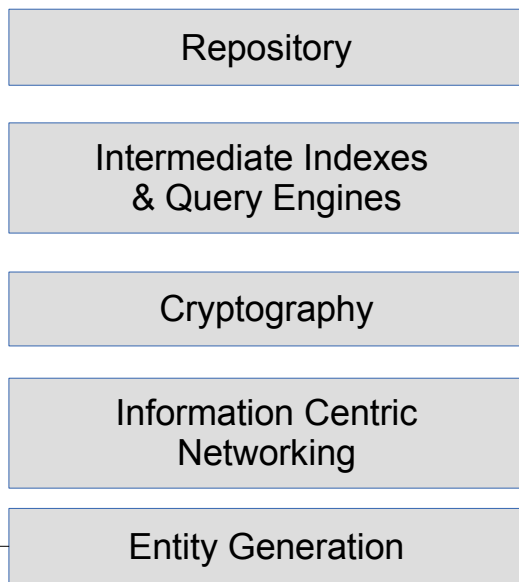 Repository
Intermediate Indexes
& Query Engines
Cryptography
Information Centric
Networking
Entity Generation